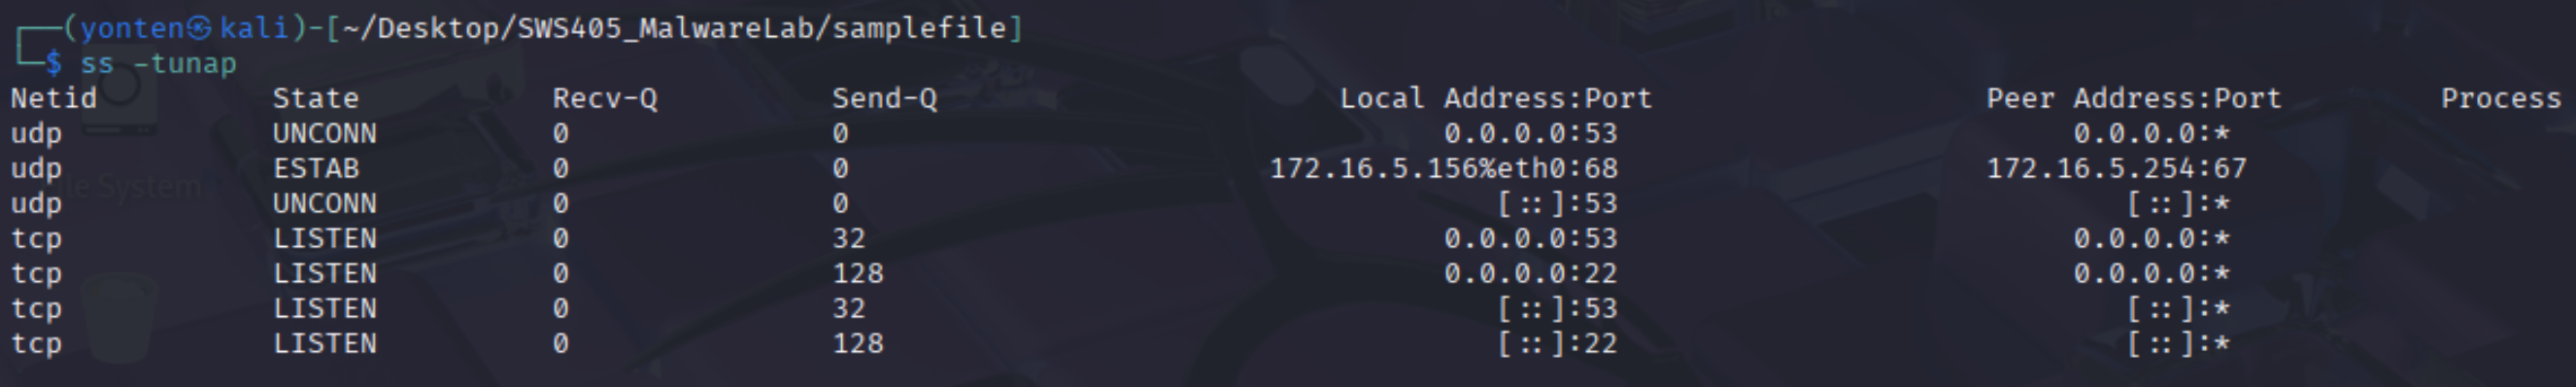 ┌──(yonten㉿kali)-[~/Desktop/SWS405_MalwareLab/samplefile]
└─$ ss -tunap
Netid State Recv-Q Send-Q Local Address:Port Peer Address:Port Process
udp UNCONN 0 0 0.0.0.0:53 0.0.0.0:*
udp ESTAB 0 0 172.16.5.156%eth0:68 172.16.5.254:67
udp UNCONN 0 0 [::]:53 [::]:*
tcp LISTEN 0 32 0.0.0.0:53 0.0.0.0:*
tcp LISTEN 0 128 0.0.0.0:22 0.0.0.0:*
tcp LISTEN 0 32 [::]:53 [::]:*
tcp LISTEN 0 128 [::]:22 [::]:*
File System